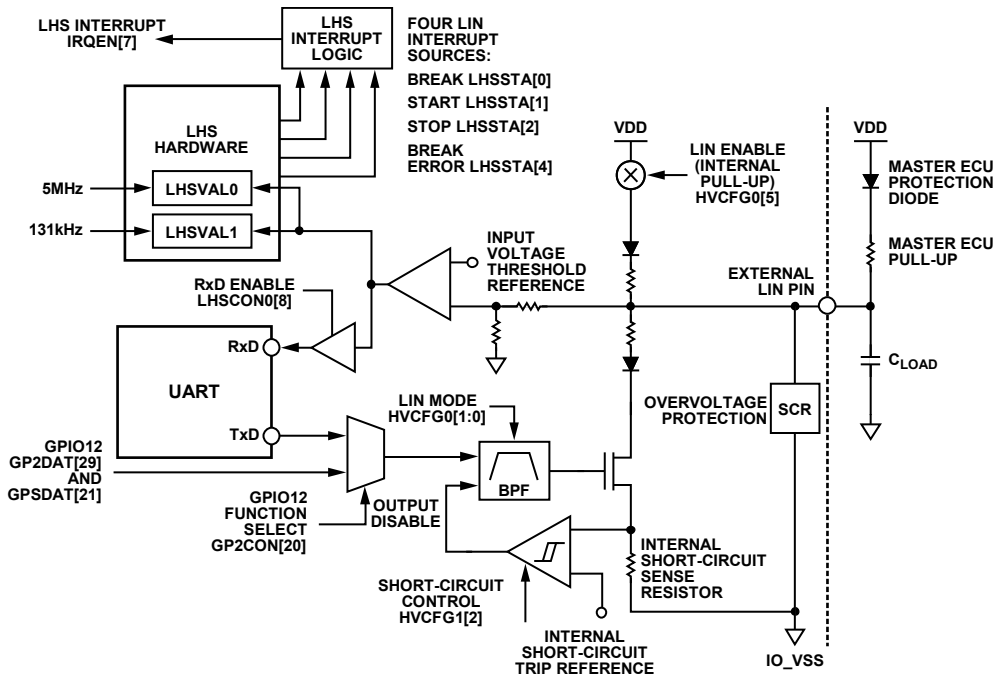 LHS INTERRUPT
IRQEN[7]
LHS
INTERRUPT
LOGIC
FOUR LIN
INTERRUPT
SOURCES:
BREAK LHSSTA[0]
START LHSSTA[1]
STOP LHSSTA[2]
BREAK
ERROR LHSSTA[4]
LHS
HARDWARE
5MHz
LHSVAL0
131kHz
LHSVAL1
VDD
LIN ENABLE
(INTERNAL
PULL-UP)
HVCFG0[5]
VDD
MASTER ECU
PROTECTION
DIODE
MASTER ECU
PULL-UP
INPUT
VOLTAGE
THRESHOLD
REFERENCE
EXTERNAL
LIN PIN
RxD ENABLE
LHSCON0[8]
RxD
UART
TxD
CLOAD
OVERVOLTAGE
PROTECTION
SCR
LIN MODE
HVCFG0[1:0]
BPF
GPIO12
GP2DAT[29]
AND
GPSDAT[21]
GPIO12
FUNCTION
SELECT
GP2CON[20]
OUTPUT
DISABLE
SHORT-CIRCUIT
CONTROL
HVCFG1[2]
INTERNAL
SHORT-CIRCUIT
SENSE
RESISTOR
INTERNAL
SHORT-CIRCUIT
TRIP REFERENCE
IO_VSS